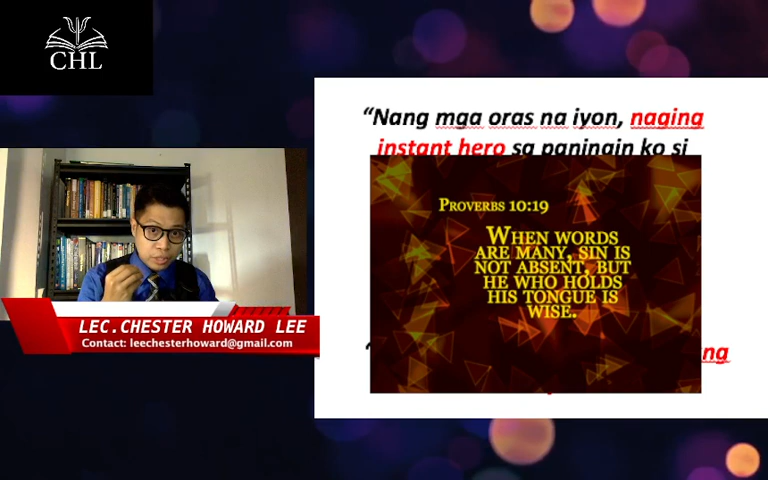 CHL
“Nang mga oras na iyon, naging
instant hero sa paningin ko si
PROVERBS 10:19
WHEN WORDS
ARE MANY, SIN IS
NOT ABSENT, BUT
HE WHO HOLDS
HIS TONGUE IS
WISE.
ng
LEC.CHESTER HOWARD LEE
Contact: leechesterhoward@gmail.com